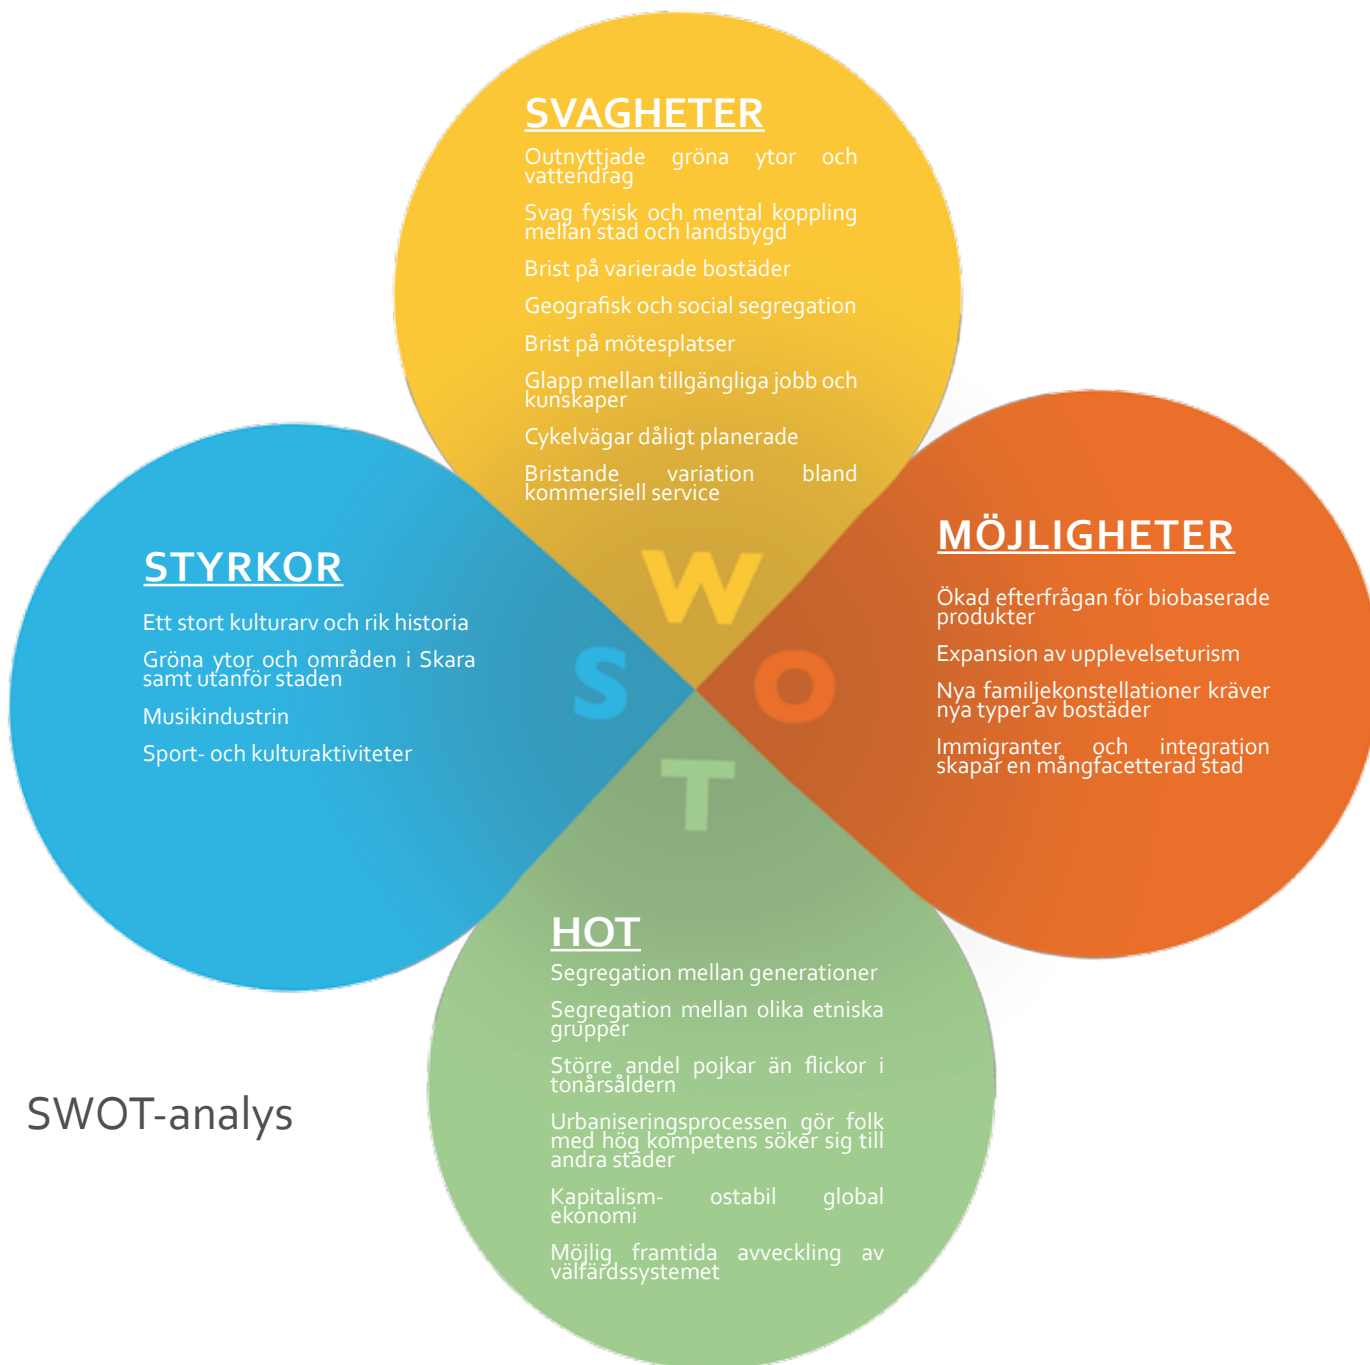 SVAGHETER
Outnyttjade gröna ytor och
vattendrag
Svag fysisk och mental koppling
mellan stad och landsbygd
Brist på varierade bostäder
Geografisk och social segregation
Brist på mötesplatser
Glapp mellan tillgängliga jobb och
kunskaper
Cykelvägar dåligt planerade
Bristande variation bland
kommersiell service
STYRKOR
Ett stort kulturarv och rik historia
Gröna ytor och områden i Skara
samt utanför staden
Musikindustrin
Sport- och kulturaktiviteter
MÖJLIGHETER
Ökad efterfrågan för biobaserade
produkter
Expansion av upplevelseturism
Nya familjekonstellationer kräver
nya typer av bostäder
Immigranter och integration
skapar en mångfacetterad stad
W
S O
T
HOT
Segregation mellan generationer
Segregation mellan olika etniska
grupper
Större andel pojkar än flickor i
tonårsåldern
Urbaniseringsprocessen gör folk
med hög kompetens söker sig till
andra städer
Kapitalism- ostabil global
ekonomi
Möjlig framtida avveckling av
välfärdssystemet
SWOT-analys